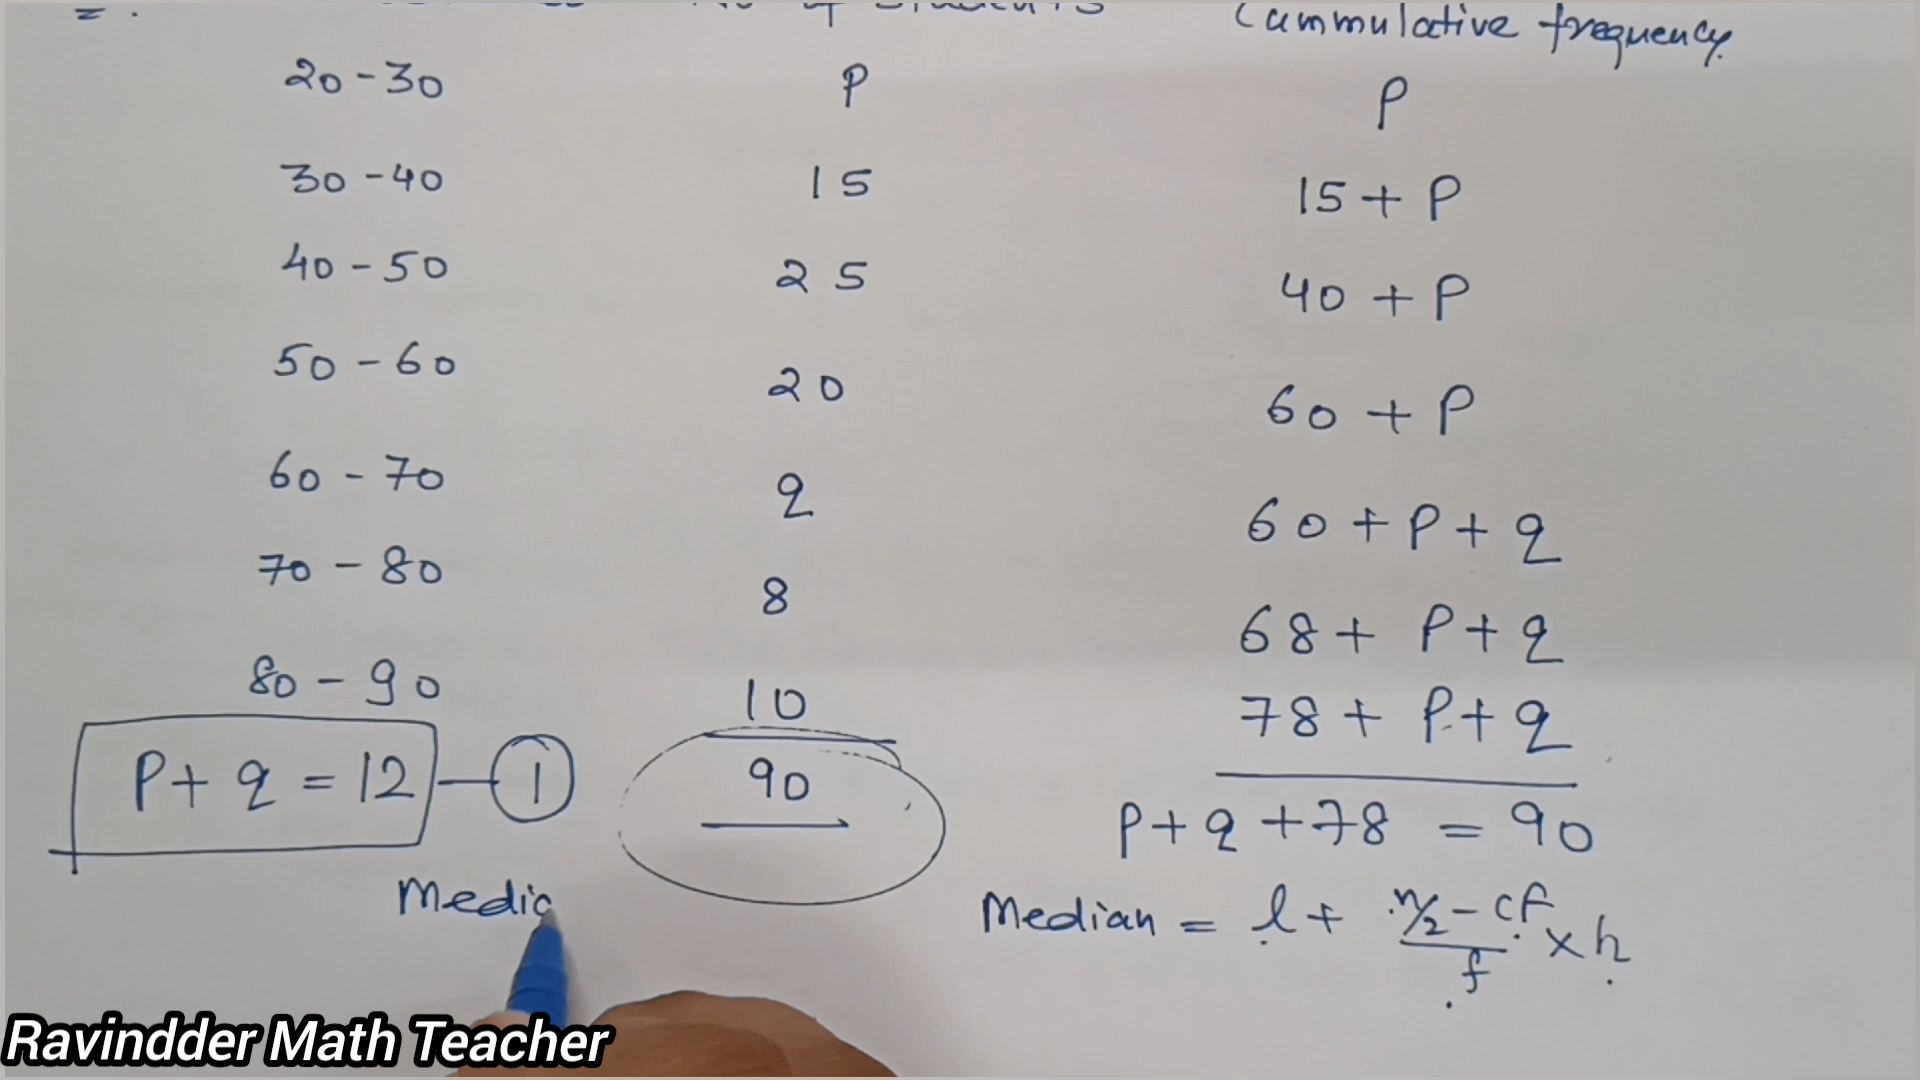 Cummulative frequency.
20-30 P P
30-40 15 15 + P
40-50 25 40 + P
50-60 20 60 + P
60-70 q 60 + P + q
70-80 8 68 + P + q
80-90 10 78 + P + q
P + q = 12 — 1 90 P + q + 78 = 90
Media Median = l + n/2 - cf / f × h
Ravindder Math Teacher